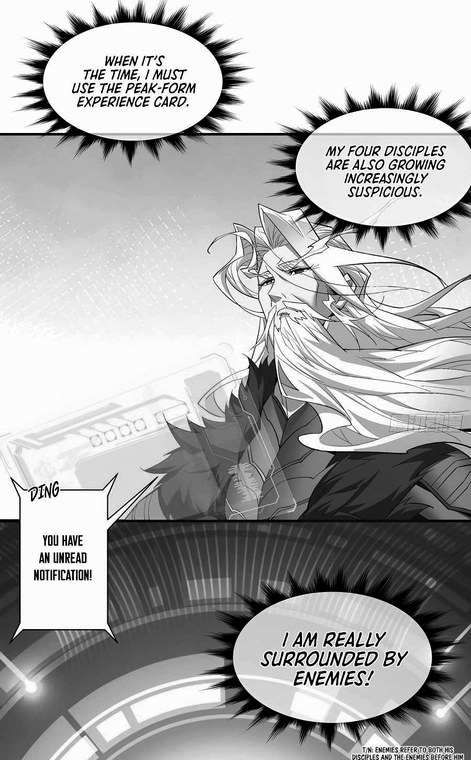 WHEN IT'S
THE TIME, I MUST
USE THE PEAK-FORM
EXPERIENCE CARD.
MY FOUR DISCIPLES
ARE ALSO GROWING
INCREASINGLY
SUSPICIOUS.
DING
YOU HAVE
AN UNREAD
NOTIFICATION!
I AM REALLY
SURROUNDED BY
ENEMIES!
T/N: ENEMIES REFER TO BOTH HIS
DISCIPLES AND THE ENEMIES BEFORE HIM